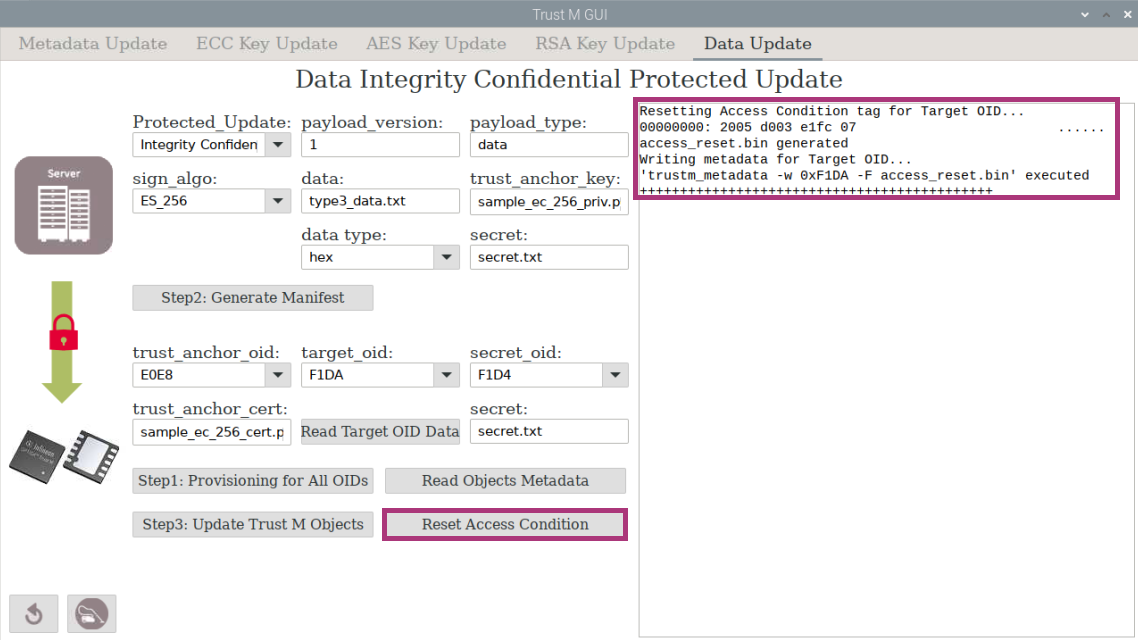 Trust M GUI
Metadata Update ECC Key Update AES Key Update RSA Key Update Data Update
Data Integrity Confidential Protected Update
Protected_Update: payload_version: payload_type:
Integrity Confiden 1 data
sign_algo: data: trust_anchor_key:
ES_256 type3_data.txt sample_ec_256_priv.p
data type: secret:
hex secret.txt
Step2: Generate Manifest
trust_anchor_oid: target_oid: secret_oid:
E0E8 F1DA F1D4
trust_anchor_cert: secret:
sample_ec_256_cert.p Read Target OID Data secret.txt
Step1: Provisioning for All OIDs Read Objects Metadata
Step3: Update Trust M Objects Reset Access Condition
Server
Infineon
Resetting Access Condition tag for Target OID...
00000000: 2005 d003 e1fc 07 ......
access_reset.bin generated
Writing metadata for Target OID...
'trustm_metadata -w 0xF1DA -F access_reset.bin' executed
++++++++++++++++++++++++++++++++++++++++++++